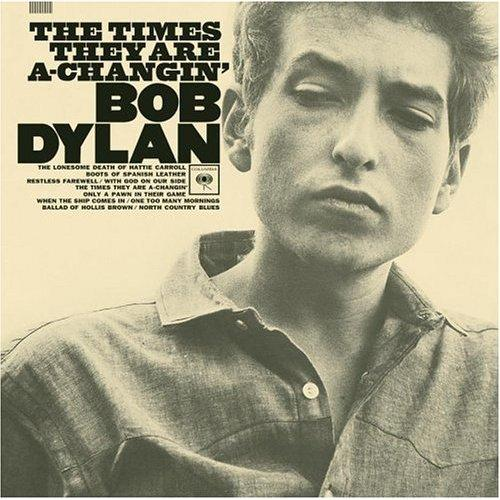 THE TIMES
THEY ARE
A-CHANGIN'
BOB
DYLAN
THE LONESOME DEATH OF HATTIE CARROLL
BOOTS OF SPANISH LEATHER
RESTLESS FAREWELL / WITH GOD ON OUR SIDE
THE TIMES THEY ARE A-CHANGIN'
ONLY A PAWN IN THEIR GAME
WHEN THE SHIP COMES IN / ONE TOO MANY MORNINGS
BALLAD OF HOLLIS BROWN / NORTH COUNTRY BLUES
COLUMBIA